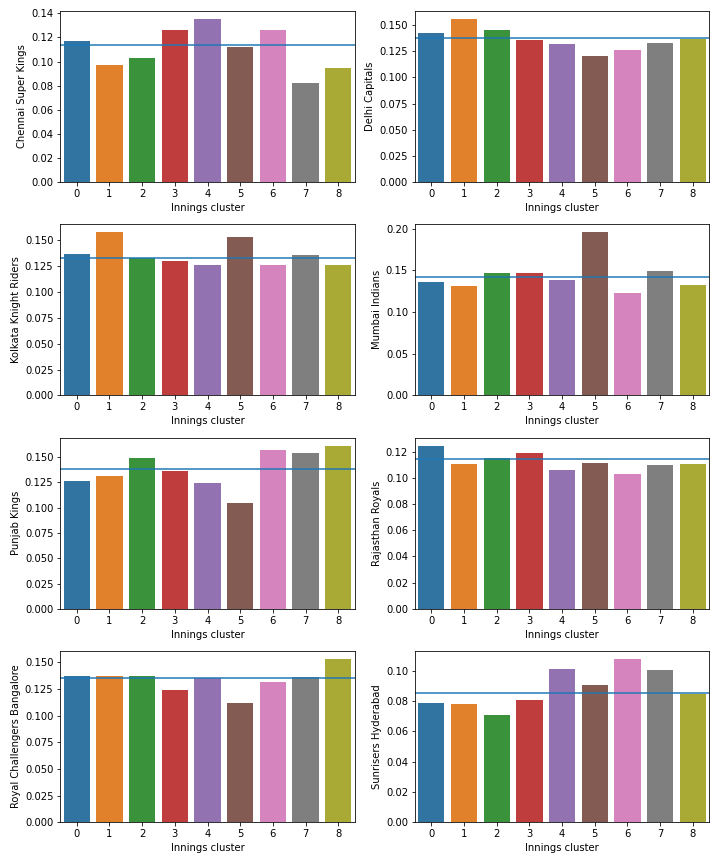 Chennai Super Kings
0.14
0.12
0.10
0.08
0.06
0.04
0.02
0.00
0 1 2 3 4 5 6 7 8
Innings cluster
Delhi Capitals
0.150
0.125
0.100
0.075
0.050
0.025
0.000
0 1 2 3 4 5 6 7 8
Innings cluster
Kolkata Knight Riders
0.150
0.125
0.100
0.075
0.050
0.025
0.000
0 1 2 3 4 5 6 7 8
Innings cluster
Mumbai Indians
0.20
0.15
0.10
0.05
0.00
0 1 2 3 4 5 6 7 8
Innings cluster
Punjab Kings
0.150
0.125
0.100
0.075
0.050
0.025
0.000
0 1 2 3 4 5 6 7 8
Innings cluster
Rajasthan Royals
0.12
0.10
0.08
0.06
0.04
0.02
0.00
0 1 2 3 4 5 6 7 8
Innings cluster
Royal Challengers Bangalore
0.150
0.125
0.100
0.075
0.050
0.025
0.000
0 1 2 3 4 5 6 7 8
Innings cluster
Sunrisers Hyderabad
0.10
0.08
0.06
0.04
0.02
0.00
0 1 2 3 4 5 6 7 8
Innings cluster